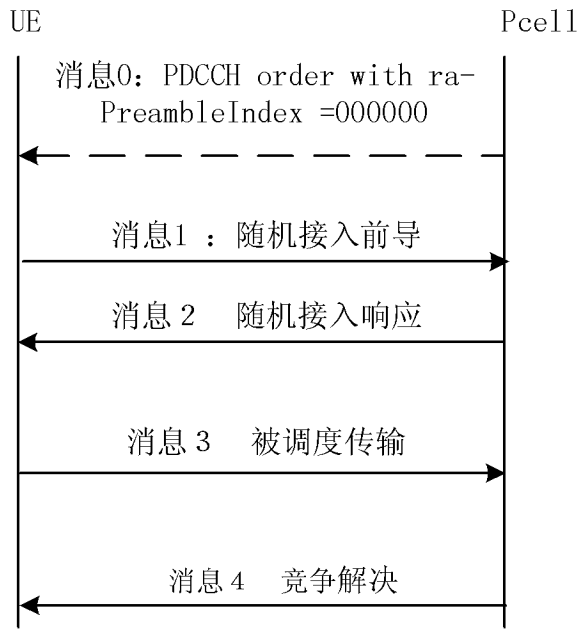 UE
Pcell
消息0: PDCCH order with ra-
PreambleIndex =000000
消息1 : 随机接入前导
消息 2 随机接入响应
消息 3 被调度传输
消息 4 竞争解决